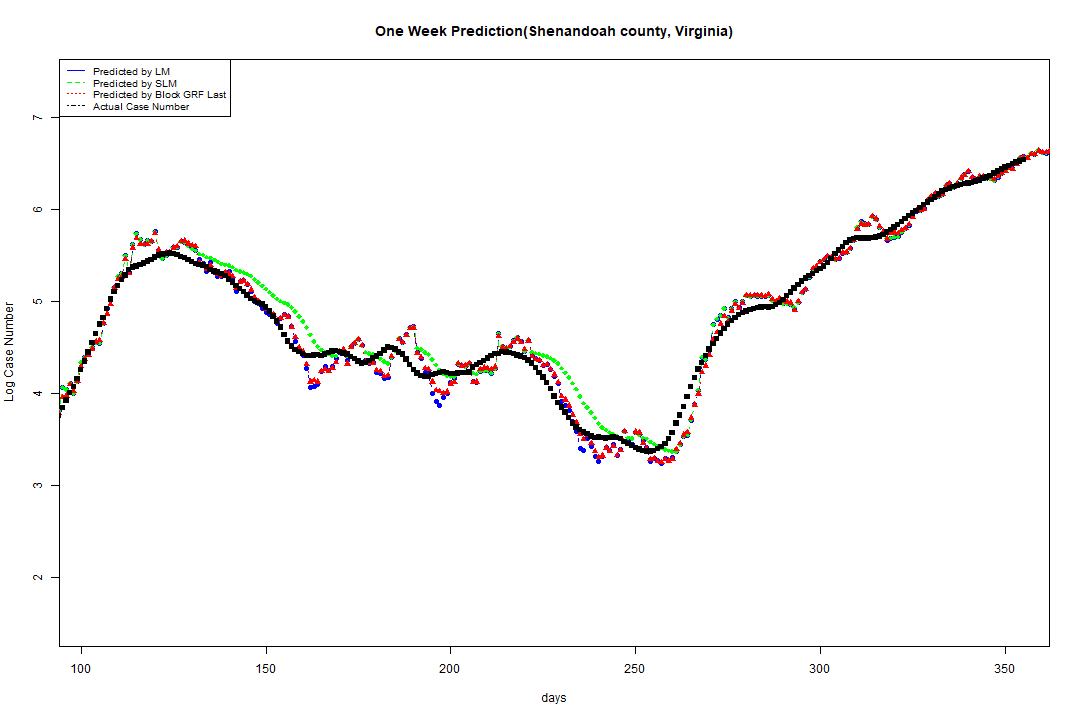 One Week Prediction(Shenandoah county, Virginia)
Predicted by LM
Predicted by SLM
Predicted by Block GRF Last
Actual Case Number
7
6
5
4
3
2
Log Case Number
100 150 200 250 300 350
days